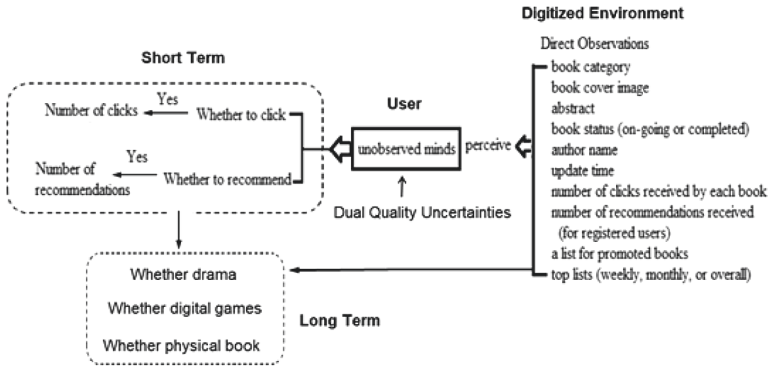 Digitized Environment
Direct Observations
book category
book cover image
abstract
book status (on-going or completed)
author name
update time
number of clicks received by each book
number of recommendations received
(for registered users)
a list for promoted books
top lists (weekly, monthly, or overall)
User
unobserved minds
perceive
Dual Quality Uncertainties
Short Term
Number of clicks
Yes
Whether to click
Number of
recommendations
Yes
Whether to recommend
Whether drama
Whether digital games
Whether physical book
Long Term